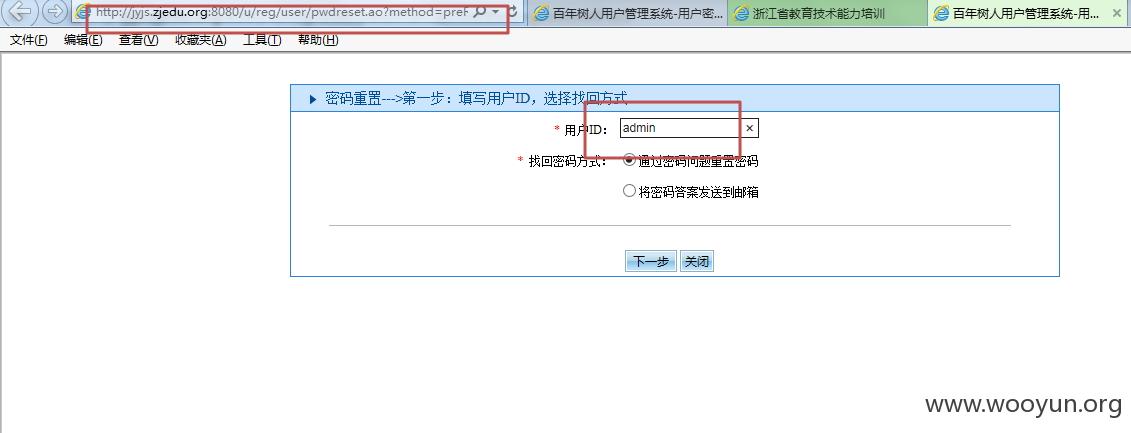 http://jyjs.zjedu.org:8080/u/reg/user/pwdreset.ao?method=preF
百年树人用户管理系统-用户密...
浙江省教育技术能力培训
百年树人用户管理系统-用...
文件(F) 编辑(E) 查看(V) 收藏夹(A) 工具(T) 帮助(H)
密码重置--->第一步：填写用户ID，选择找回方式
* 用户ID： admin
* 找回密码方式： 通过密码问题重置密码
将密码答案发送到邮箱
下一步 关闭
www.wooyun.org